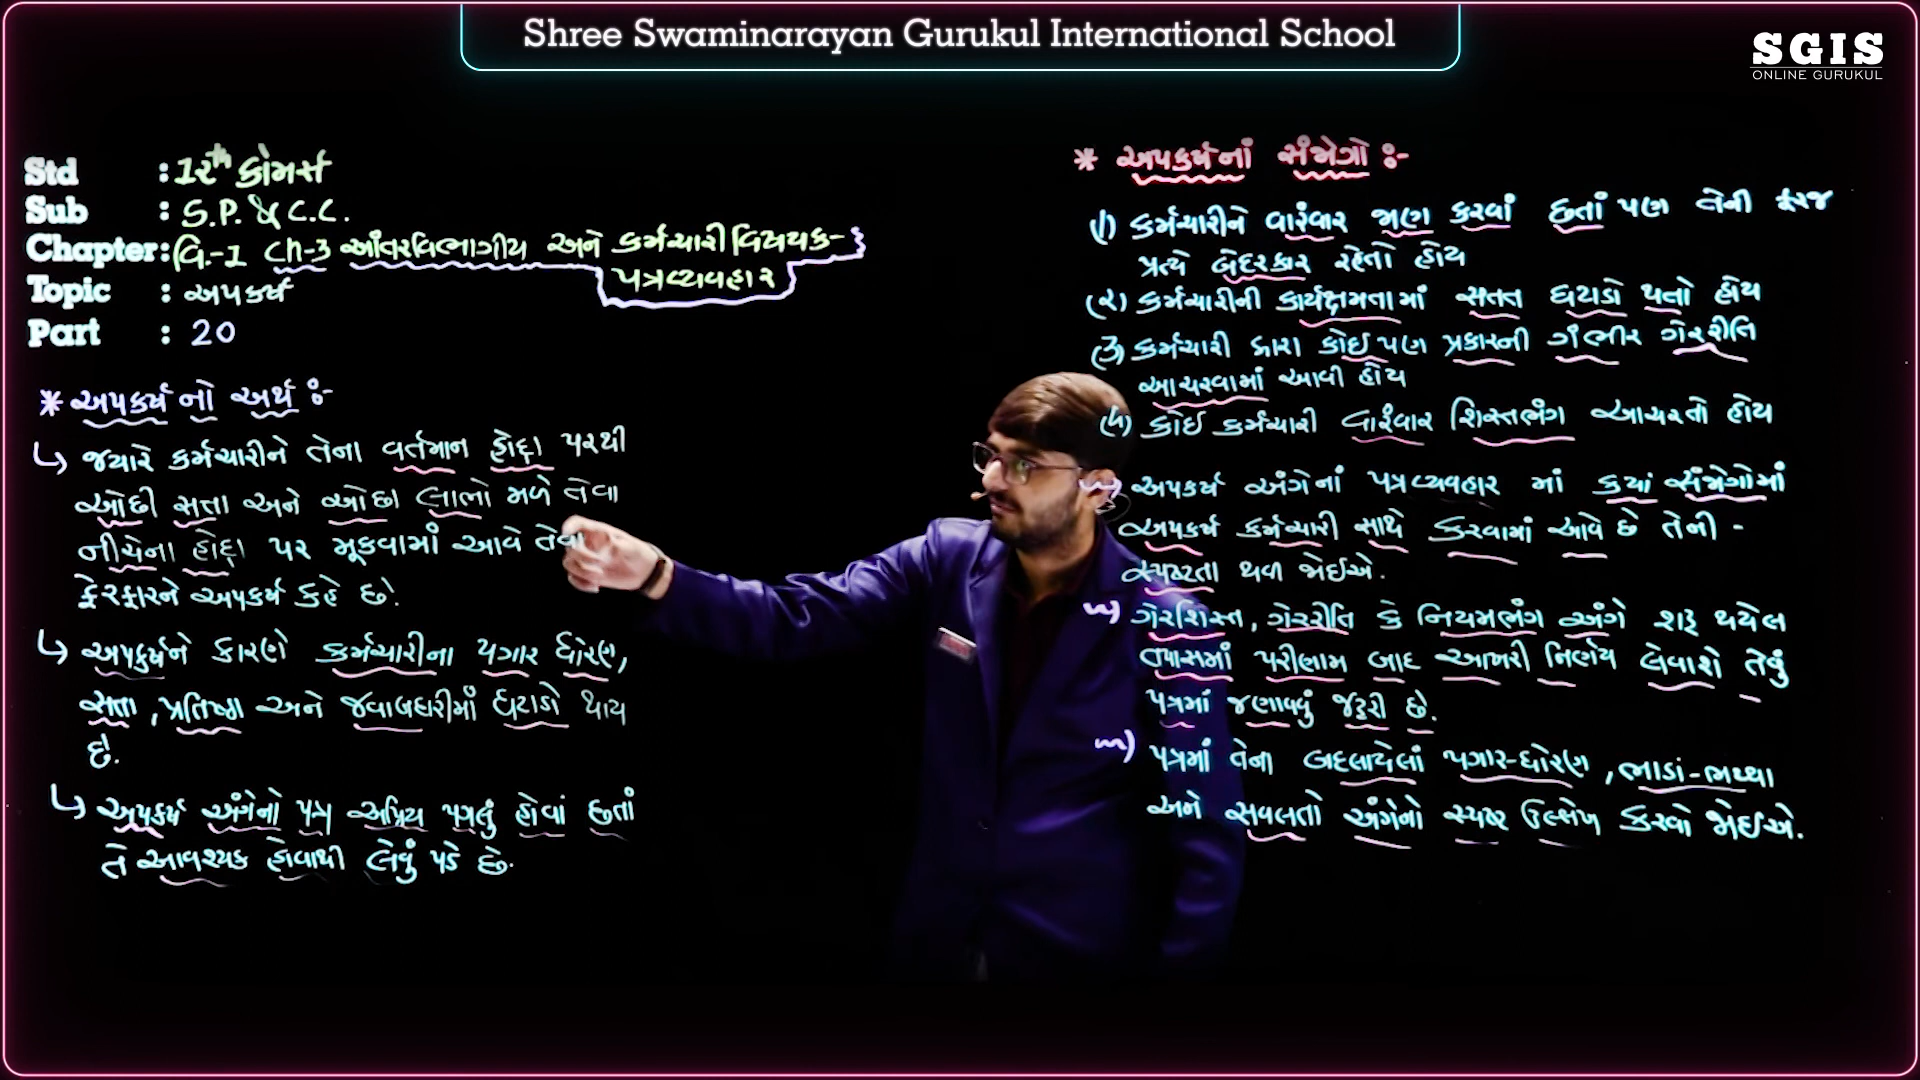 Shree Swaminarayan Gurukul International School
SGIS
ONLINE GURUKUL
Std : 12th કોમર્સ
Sub : S.P. & C.C.
Chapter: વિ.-1 Ch-3 આંતરવિભાગીય અને કર્મચારી વિષયક-
પત્રવ્યવહાર
Topic : અપકર્ષ
Part : 20
* અપકર્ષ નો અર્થ :-
↳ જ્યારે કર્મચારીને તેના વર્તમાન હોદ્દા પરથી
ઓછી સત્તા અને ઓછા લાભો મળે તેવા
નીચેના હોદ્દા પર મૂકવામાં આવે તેવા
ફેરફારને અપકર્ષ કહે છે.
↳ અપકર્ષને કારણે કર્મચારીના પગાર ધોરણ,
સત્તા, પ્રતિષ્ઠા અને જવાબદારીમાં ઘટાડો થાય
છે.
↳ અપકર્ષ અંગેનો પત્ર અપ્રિય પગલું હોવાં છતાં
તે આવશ્યક હોવાથી લેવું પડે છે.
* અપકર્ષનાં સંજોગો :-
(1) કર્મચારીને વારંવાર જાણ કરવાં છતાં પણ તેની ફરજ
પ્રત્યે બેદરકાર રહેતો હોય
(૨) કર્મચારીની કાર્યક્ષમતામાં સતત ઘટાડો થતો હોય
(૩) કર્મચારી દ્વારા કોઈ પણ પ્રકારની ગંભીર ગેરરીતિ
આચરવામાં આવી હોય
(૪) કોઈ કર્મચારી વારંવાર શિસ્તભંગ આચરતો હોય
અપકર્ષ અંગેનાં પત્રવ્યવહાર માં કયાં સંજોગોમાં
અપકર્ષ કર્મચારી સાથે કરવામાં આવે છે તેની -
સ્પષ્ટતા થવી જોઈએ.
ગેરશિસ્ત, ગેરરીતિ કે નિયમભંગ અંગે શરૂ થયેલ
તપાસમાં પરીણામ બાદ આખરી નિર્ણય લેવાશે તેવું
પત્રમાં જણાવવું જરૂરી છે.
પત્રમાં તેના બદલાયેલાં પગાર-ધોરણ, ભાડાં-ભથ્થા
અને સવલતો અંગેનો સ્પષ્ટ ઉલ્લેખ કરવો જોઈએ.